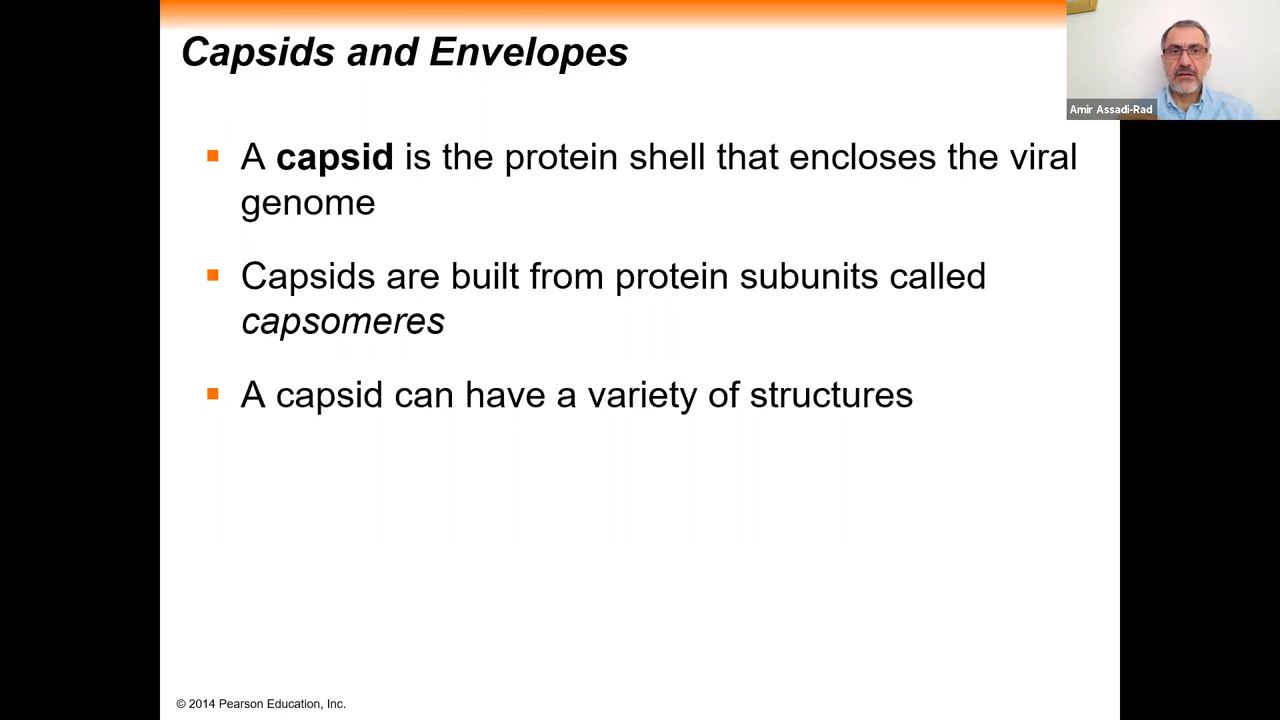 Capsids and Envelopes
Amir Assadi-Rad
▪ A capsid is the protein shell that encloses the viral
genome
▪ Capsids are built from protein subunits called
capsomeres
▪ A capsid can have a variety of structures
© 2014 Pearson Education, Inc.